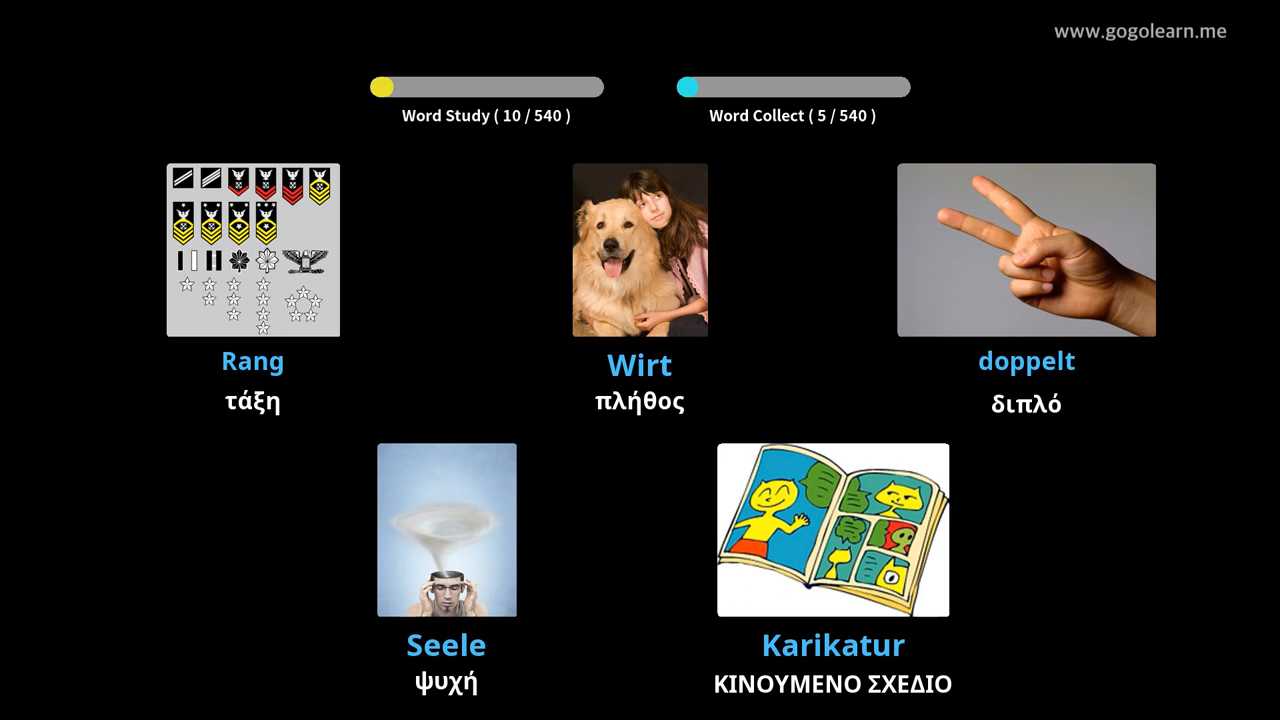 www.gogolearn.me
Word Study ( 10 / 540 )
Word Collect ( 5 / 540 )
Rang
τάξη
Wirt
πλήθος
doppelt
διπλό
Seele
ψυχή
Karikatur
ΚΙΝΟΥΜΕΝΟ ΣΧΕΔΙΟ